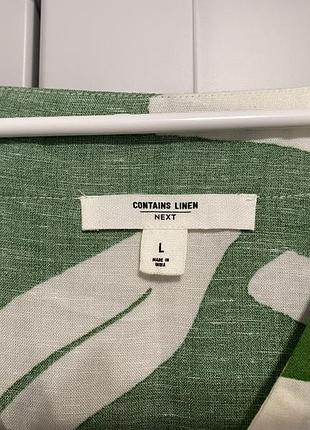 CONTAINS LINEN
NEXT
L
MADE IN
INDIA